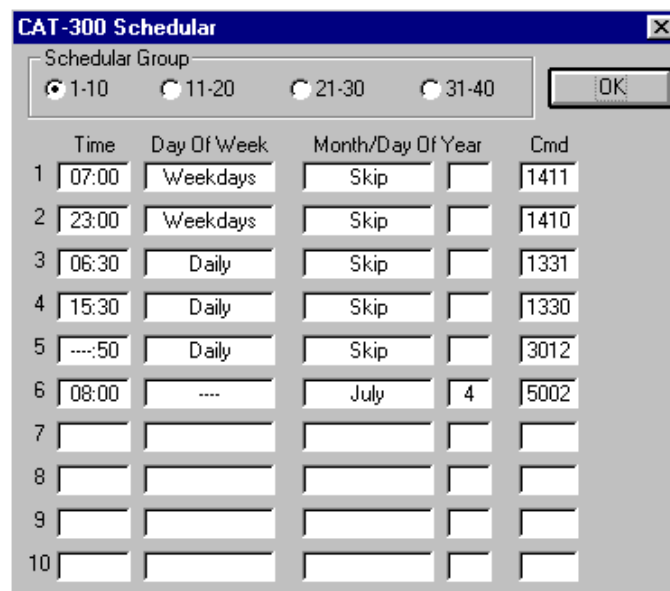 CAT-300 Schedular
Schedular Group
1-10 11-20 21-30 31-40 OK
Time Day Of Week Month/Day Of Year Cmd
1 07:00 Weekdays Skip 1411
2 23:00 Weekdays Skip 1410
3 06:30 Daily Skip 1331
4 15:30 Daily Skip 1330
5 ----:50 Daily Skip 3012
6 08:00 ---- July 4 5002
7
8
9
10